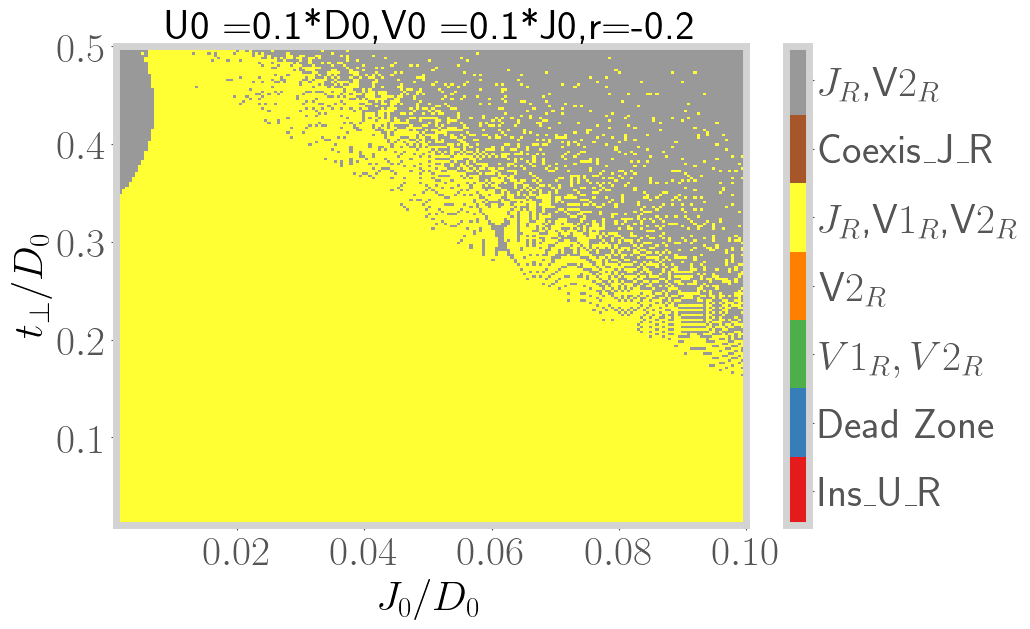 U0 =0.1*D0,V0 =0.1*J0,r=-0.2
0.5
0.4
0.3
0.2
0.1
t⊥/D₀
0.02
0.04
0.06
0.08
0.10
J₀/D₀
J_R,V2_R
Coexis_J_R
J_R,V1_R,V2_R
V2_R
V1_R, V2_R
Dead Zone
Ins_U_R